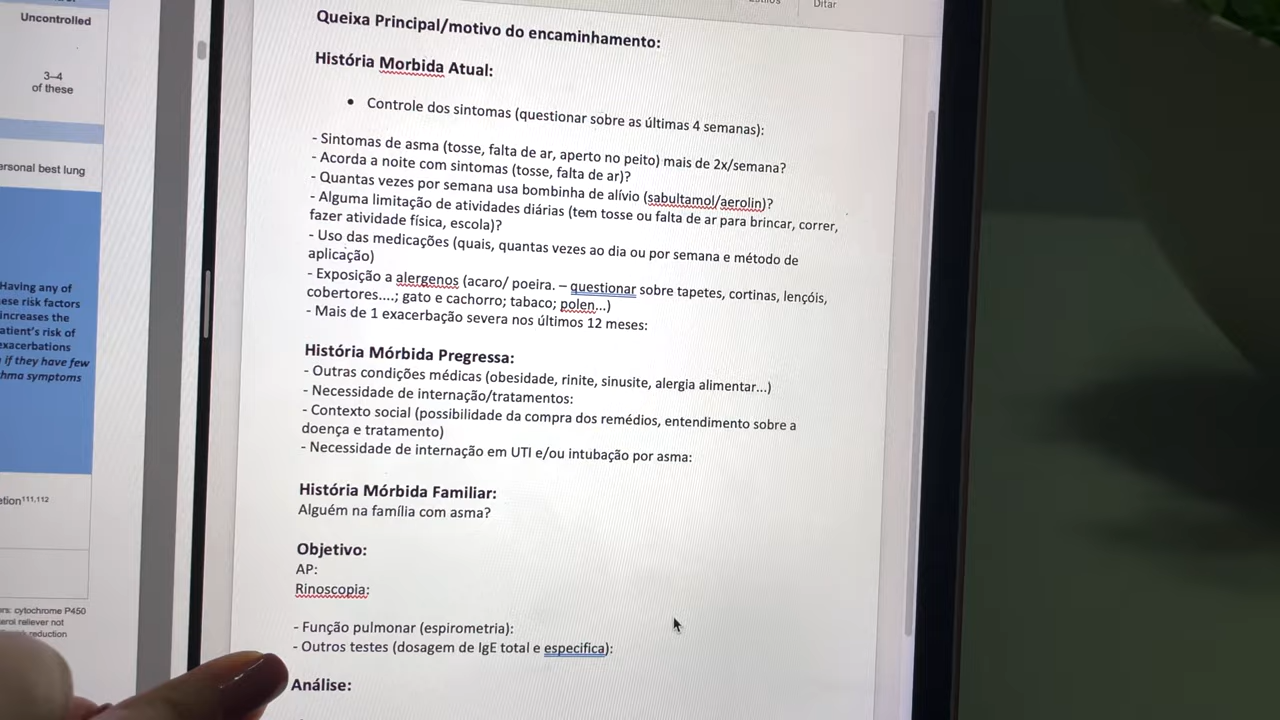 Uncontrolled
3–4
of these
ersonal best lung
Having any of
ese risk factors
increases the
atient's risk of
exacerbations
if they have few
thma symptoms
etion111,112
rs: cytochrome P450
erol reliever not
reduction
Estilos
Ditar
Queixa Principal/motivo do encaminhamento:
História Morbida Atual:
• Controle dos sintomas (questionar sobre as últimas 4 semanas):
- Sintomas de asma (tosse, falta de ar, aperto no peito) mais de 2x/semana?
- Acorda a noite com sintomas (tosse, falta de ar)?
- Quantas vezes por semana usa bombinha de alívio (sabultamol/aerolin)?
- Alguma limitação de atividades diárias (tem tosse ou falta de ar para brincar, correr,
fazer atividade física, escola)?
- Uso das medicações (quais, quantas vezes ao dia ou por semana e método de
aplicação)
- Exposição a alergenos (acaro/ poeira. – questionar sobre tapetes, cortinas, lençóis,
cobertores....; gato e cachorro; tabaco; polen...)
- Mais de 1 exacerbação severa nos últimos 12 meses:
História Mórbida Pregressa:
- Outras condições médicas (obesidade, rinite, sinusite, alergia alimentar...)
- Necessidade de internação/tratamentos:
- Contexto social (possibilidade da compra dos remédios, entendimento sobre a
doença e tratamento)
- Necessidade de internação em UTI e/ou intubação por asma:
História Mórbida Familiar:
Alguém na família com asma?
Objetivo:
AP:
Rinoscopia:
- Função pulmonar (espirometria):
- Outros testes (dosagem de IgE total e especifica):
Análise: